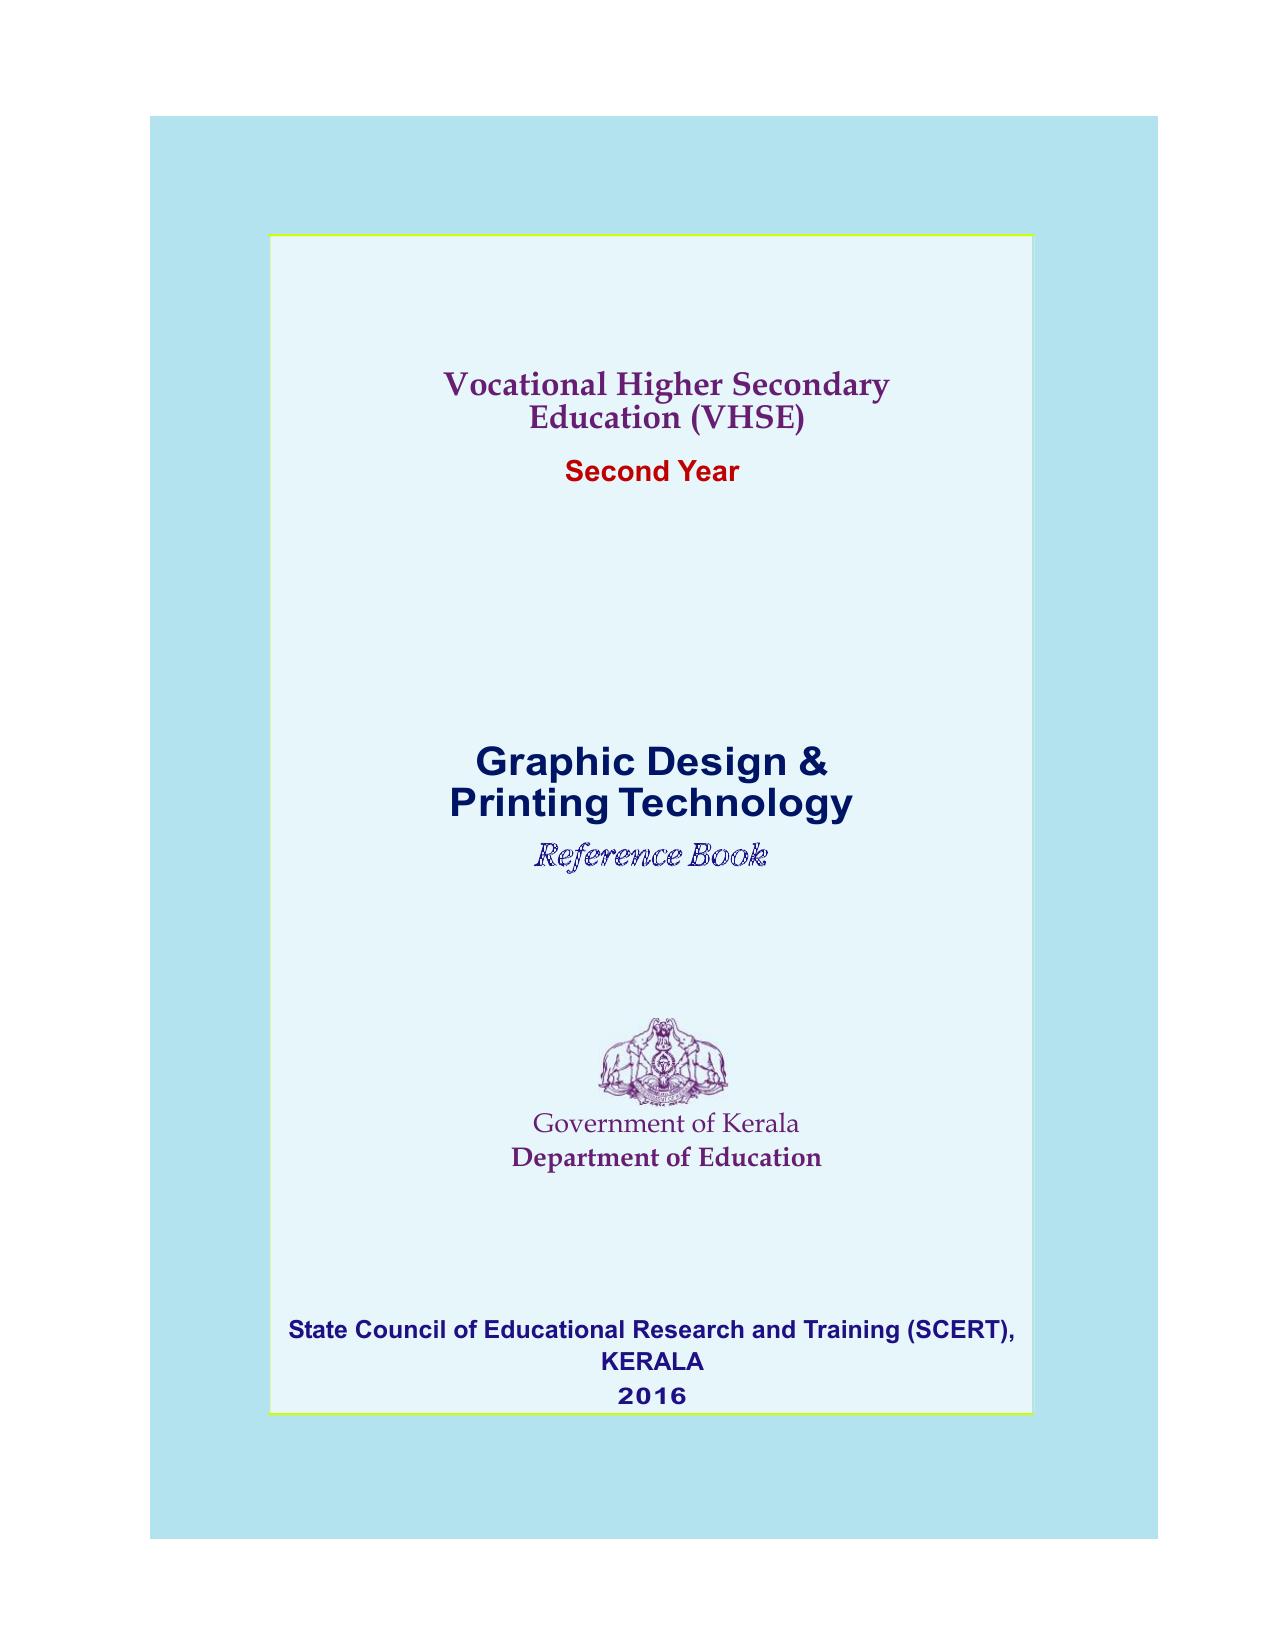 Vocational Higher Secondary
Education (VHSE)
Second Year
Graphic Design &
Printing Technology
Reference Book
Government of Kerala
Department of Education
State Council of Educational Research and Training (SCERT),
KERALA
2016